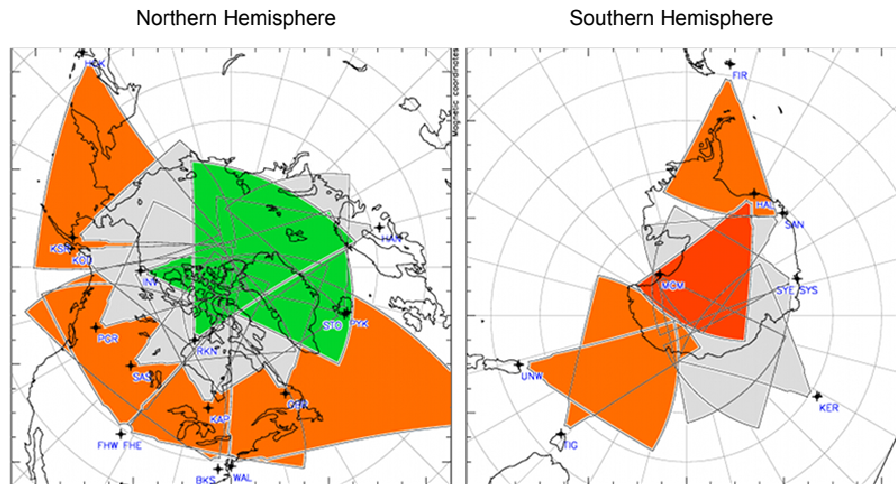 Northern Hemisphere
Southern Hemisphere
HOK
Magnetic coordinates
HAN
KSR
KOD
INV
STO PYK
PGR
RKN
SAS
GBR
KAP
FHW FHE
BKS WAL
FIR
HAL
SAN
MCM
SYE SYS
UNW
KER
TIG